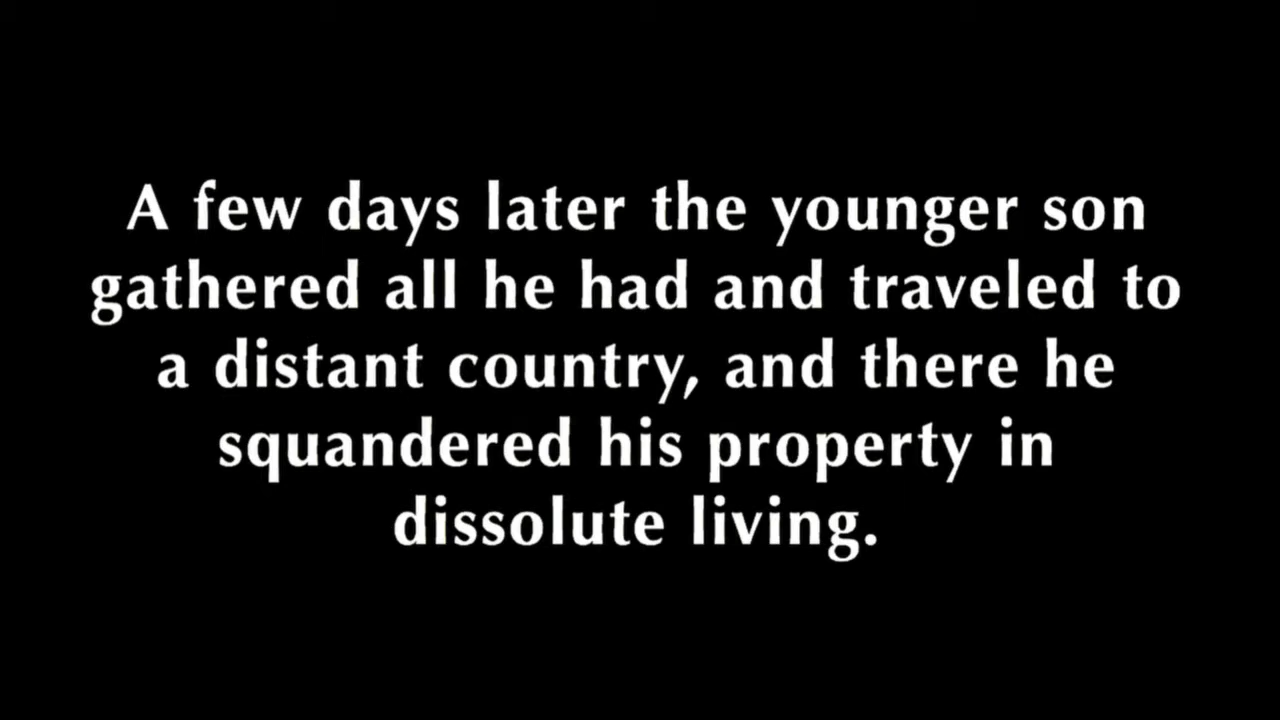 A few days later the younger son
gathered all he had and traveled to
a distant country, and there he
squandered his property in
dissolute living.